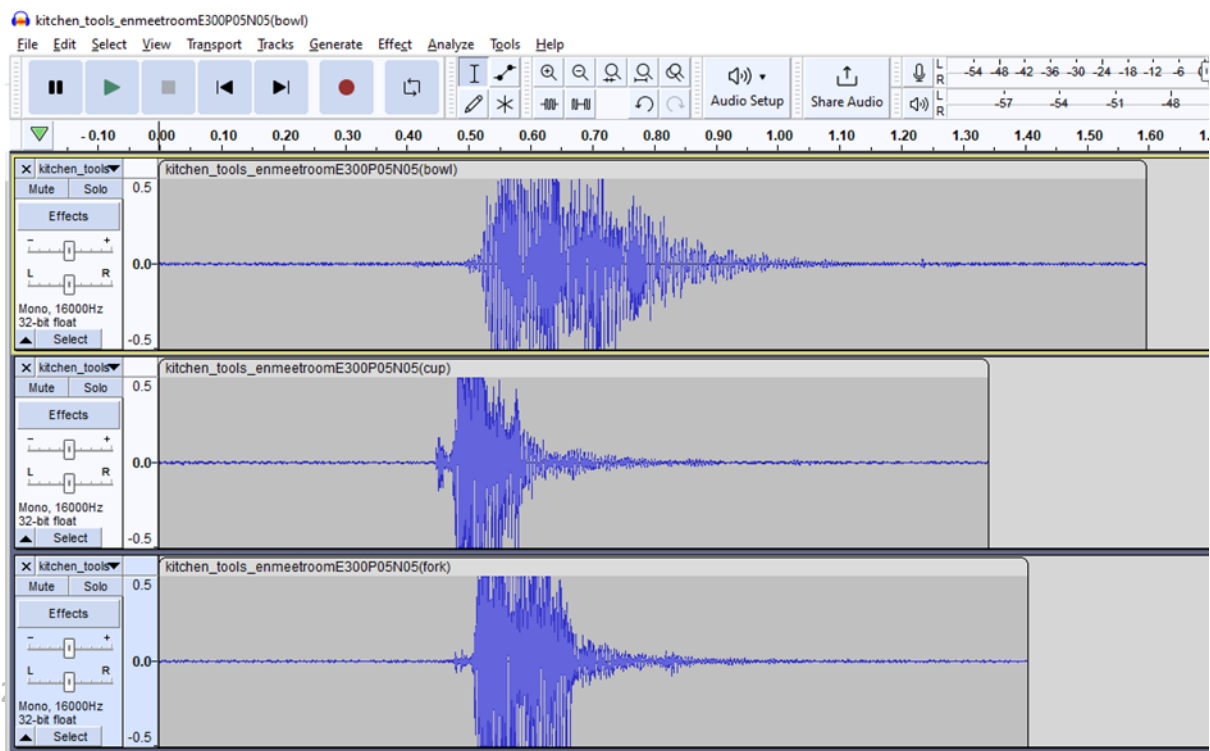 kitchen_tools_enmeetroomE300P05N05(bowl)
File Edit Select View Transport Tracks Generate Effect Analyze Tools Help
Audio Setup
Share Audio
L
R
-54 -48 -42 -36 -30 -24 -18 -12 -6
L
R
-57 -54 -51 -48
-0.10 0.00 0.10 0.20 0.30 0.40 0.50 0.60 0.70 0.80 0.90 1.00 1.10 1.20 1.30 1.40 1.50 1.60
kitchen_tools
kitchen_tools_enmeetroomE300P05N05(bowl)
Mute Solo
Effects
- +
L R
Mono, 16000Hz
32-bit float
Select
0.5
0.0
-0.5
kitchen_tools
kitchen_tools_enmeetroomE300P05N05(cup)
Mute Solo
Effects
- +
L R
Mono, 16000Hz
32-bit float
Select
0.5
0.0
-0.5
kitchen_tools
kitchen_tools_enmeetroomE300P05N05(fork)
Mute Solo
Effects
- +
L R
Mono, 16000Hz
32-bit float
Select
0.5
0.0
-0.5